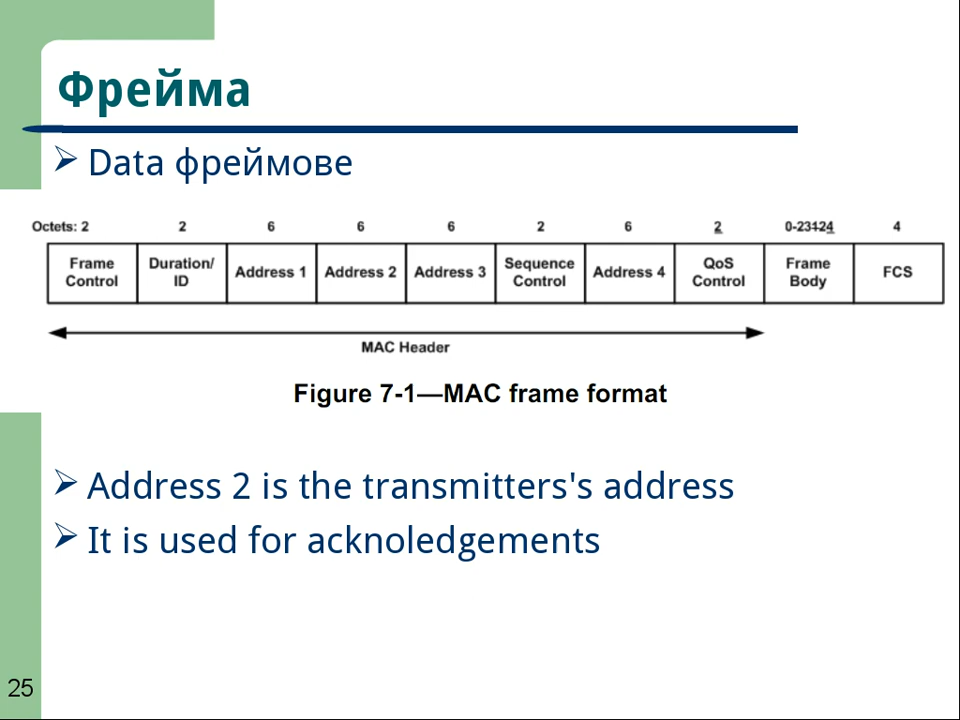 Фрейма
Data фреймове
Octets: 2 2 6 6 6 2 6 2 0-23124 4
Frame Control Duration/ ID Address 1 Address 2 Address 3 Sequence Control Address 4 QoS Control Frame Body FCS
MAC Header
Figure 7-1—MAC frame format
Address 2 is the transmitters's address
It is used for acknoledgements
25